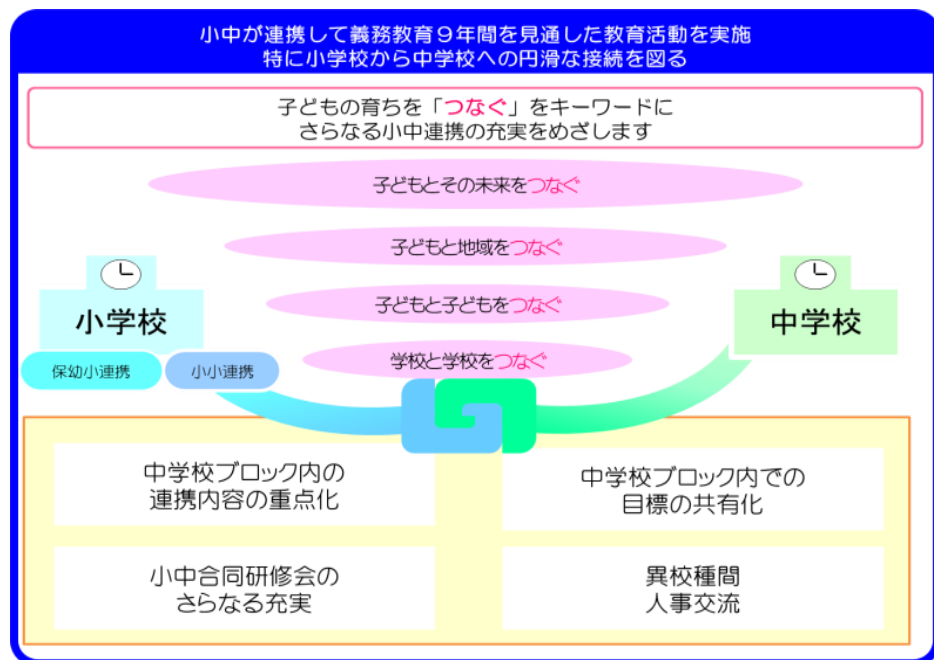 小中が連携して義務教育９年間を見通した教育活動を実施
特に小学校から中学校への円滑な接続を図る
子どもの育ちを「つなぐ」をキーワードに
さらなる小中連携の充実をめざします
子どもとその未来をつなぐ
子どもと地域をつなぐ
子どもと子どもをつなぐ
学校と学校をつなぐ
小学校
中学校
保幼小連携
小小連携
中学校ブロック内の
連携内容の重点化
中学校ブロック内での
目標の共有化
小中合同研修会の
さらなる充実
異校種間
人事交流